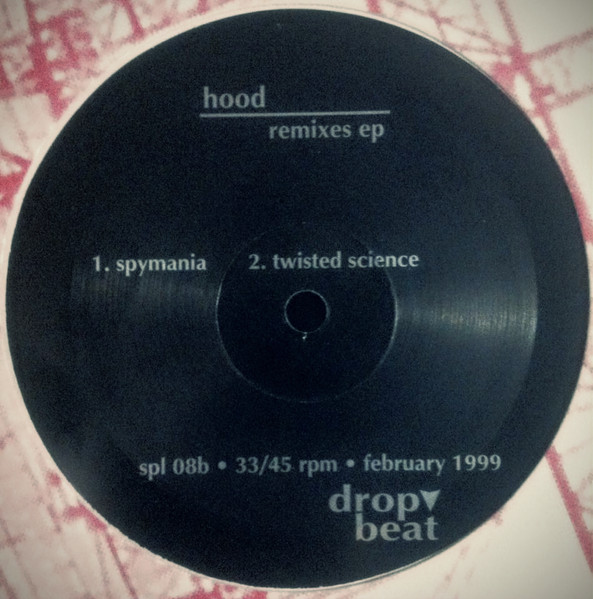 hood
remixes ep
1. spymania 2. twisted science
spl 08b • 33/45 rpm • february 1999
drop
beat